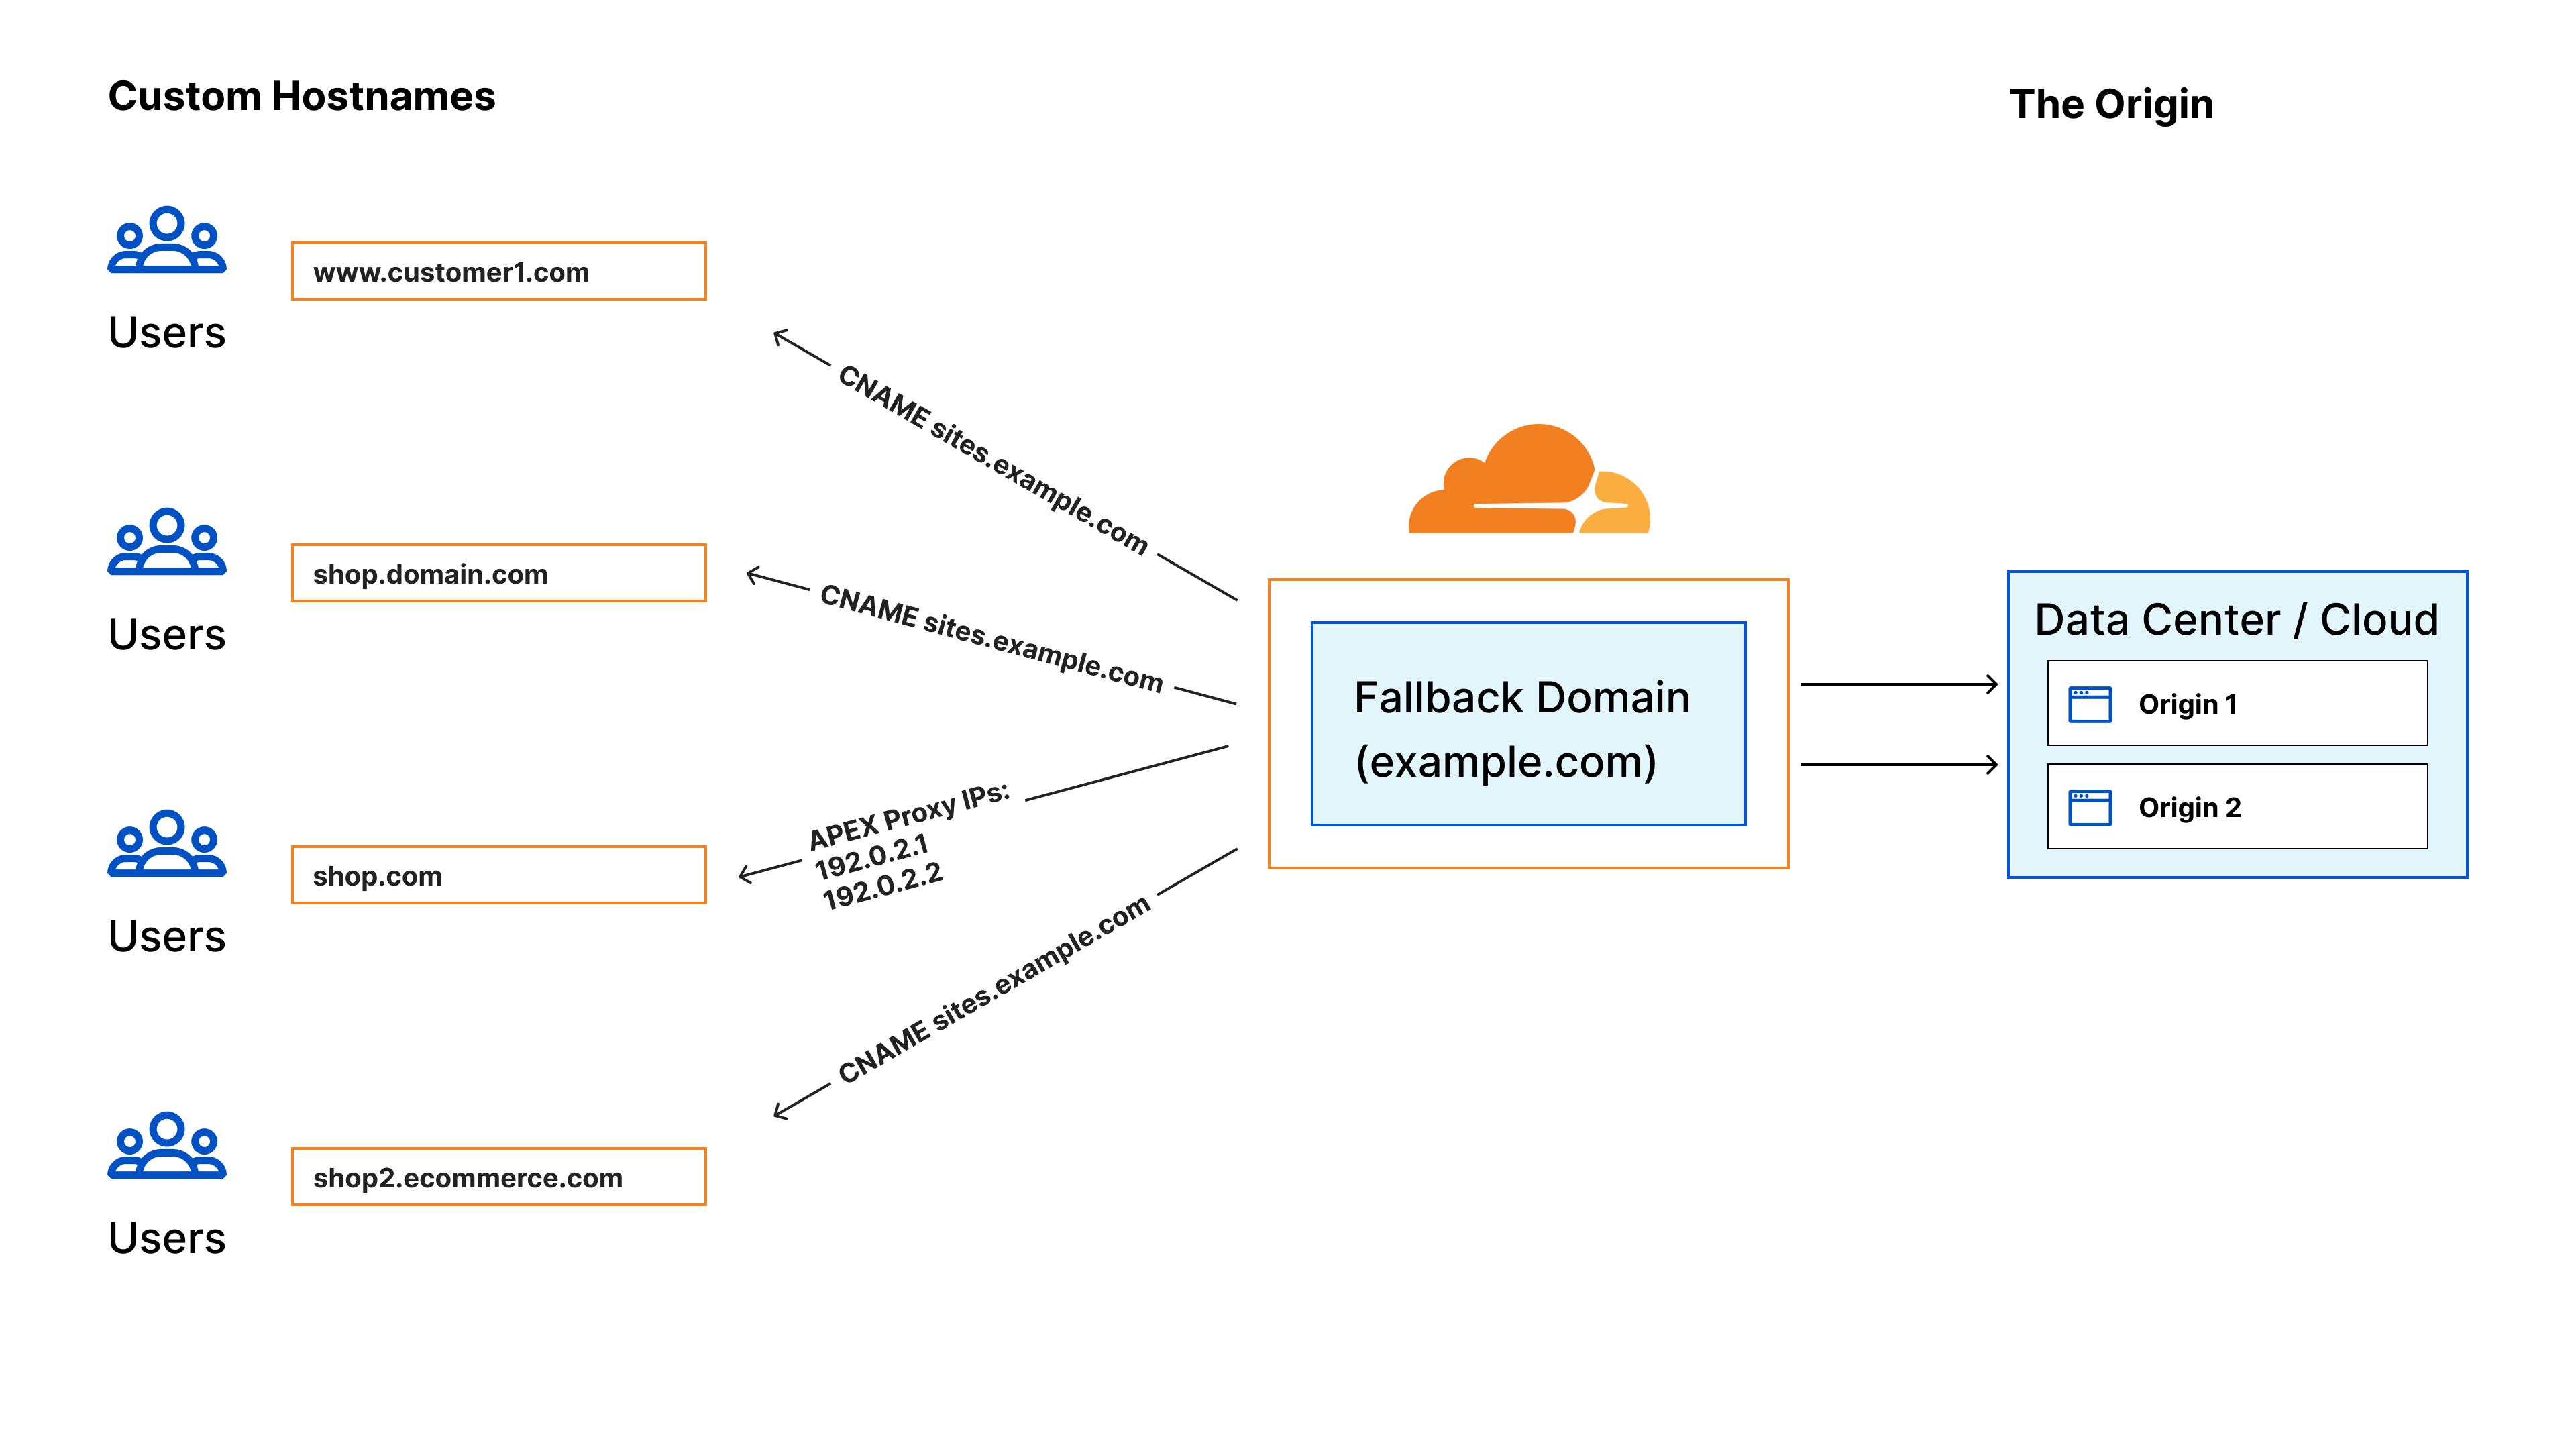 Custom Hostnames
The Origin
Users
www.customer1.com
CNAME sites.example.com
Users
shop.domain.com
CNAME sites.example.com
Users
shop.com
APEX Proxy IPs:
192.0.2.1
192.0.2.2
Users
shop2.ecommerce.com
CNAME sites.example.com
Fallback Domain
(example.com)
Data Center / Cloud
Origin 1
Origin 2